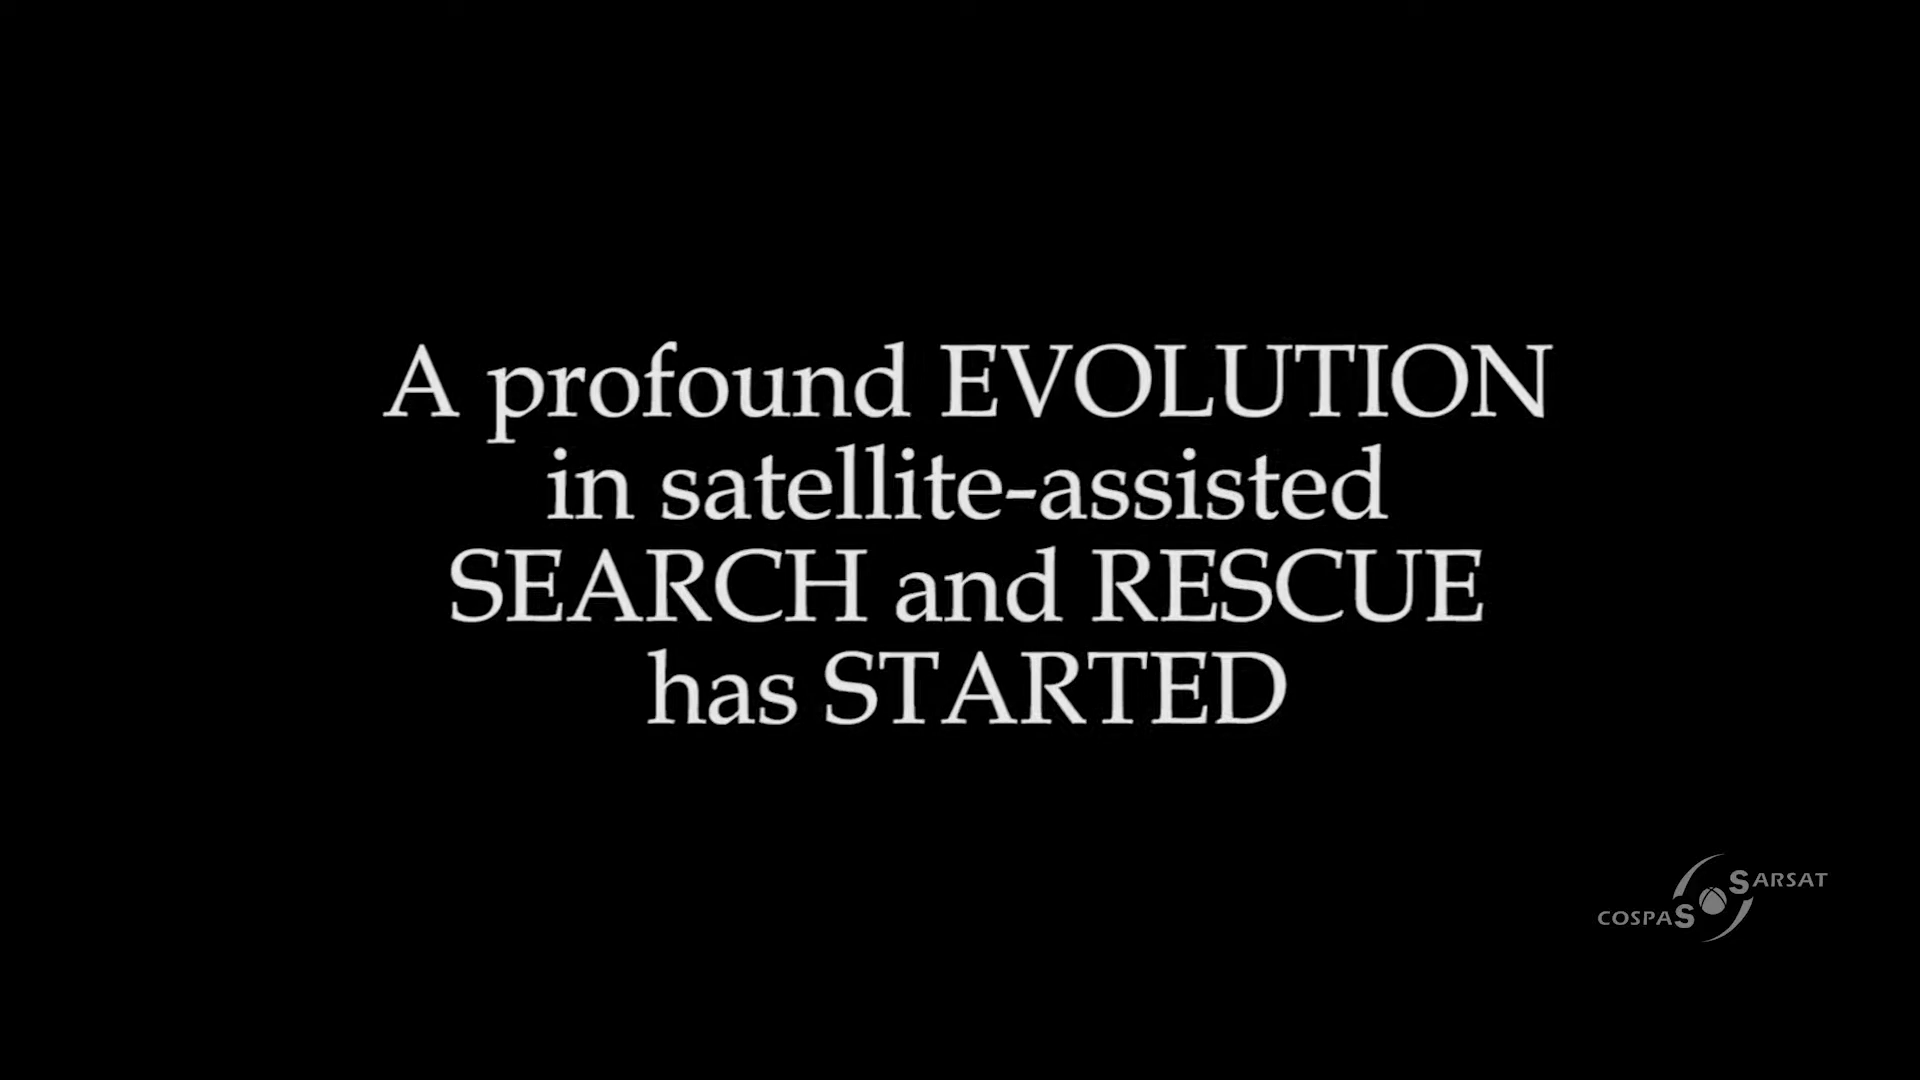 A profound EVOLUTION
in satellite-assisted
SEARCH and RESCUE
has STARTED
SARSAT
COSPAS